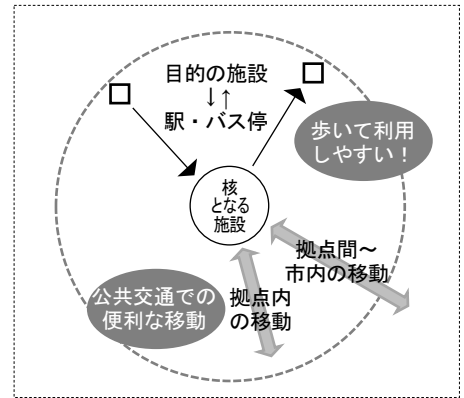 目的の施設
↓↑
駅・バス停
歩いて利用
しやすい！
核
となる
施設
拠点間～
市内の移動
公共交通での
便利な移動
拠点内
の移動